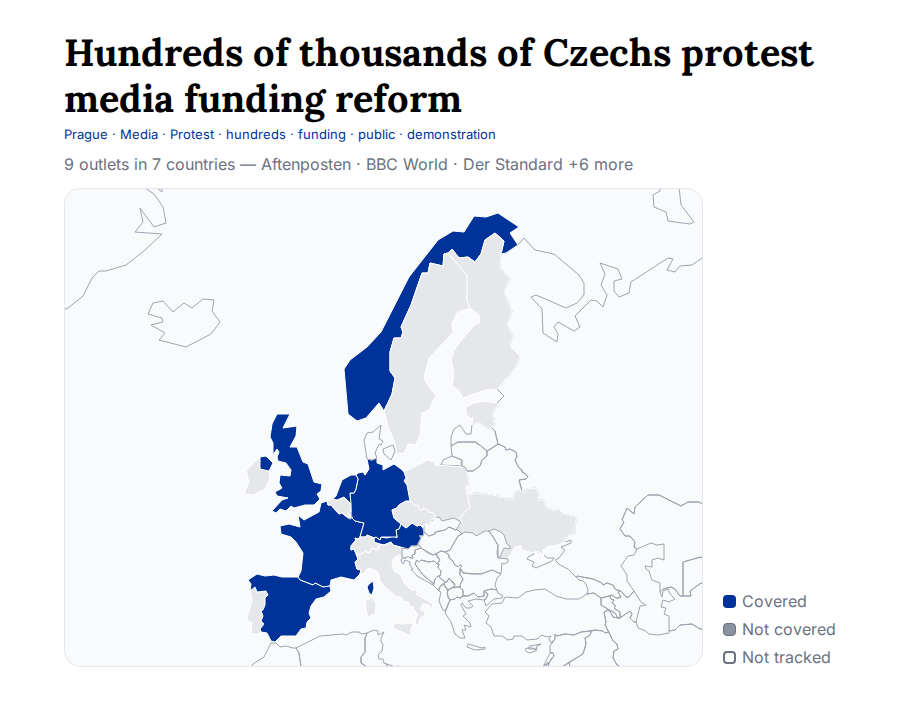 Hundreds of thousands of Czechs protest
media funding reform
Prague · Media · Protest · hundreds · funding · public · demonstration
9 outlets in 7 countries — Aftenposten · BBC World · Der Standard +6 more
Covered
Not covered
Not tracked